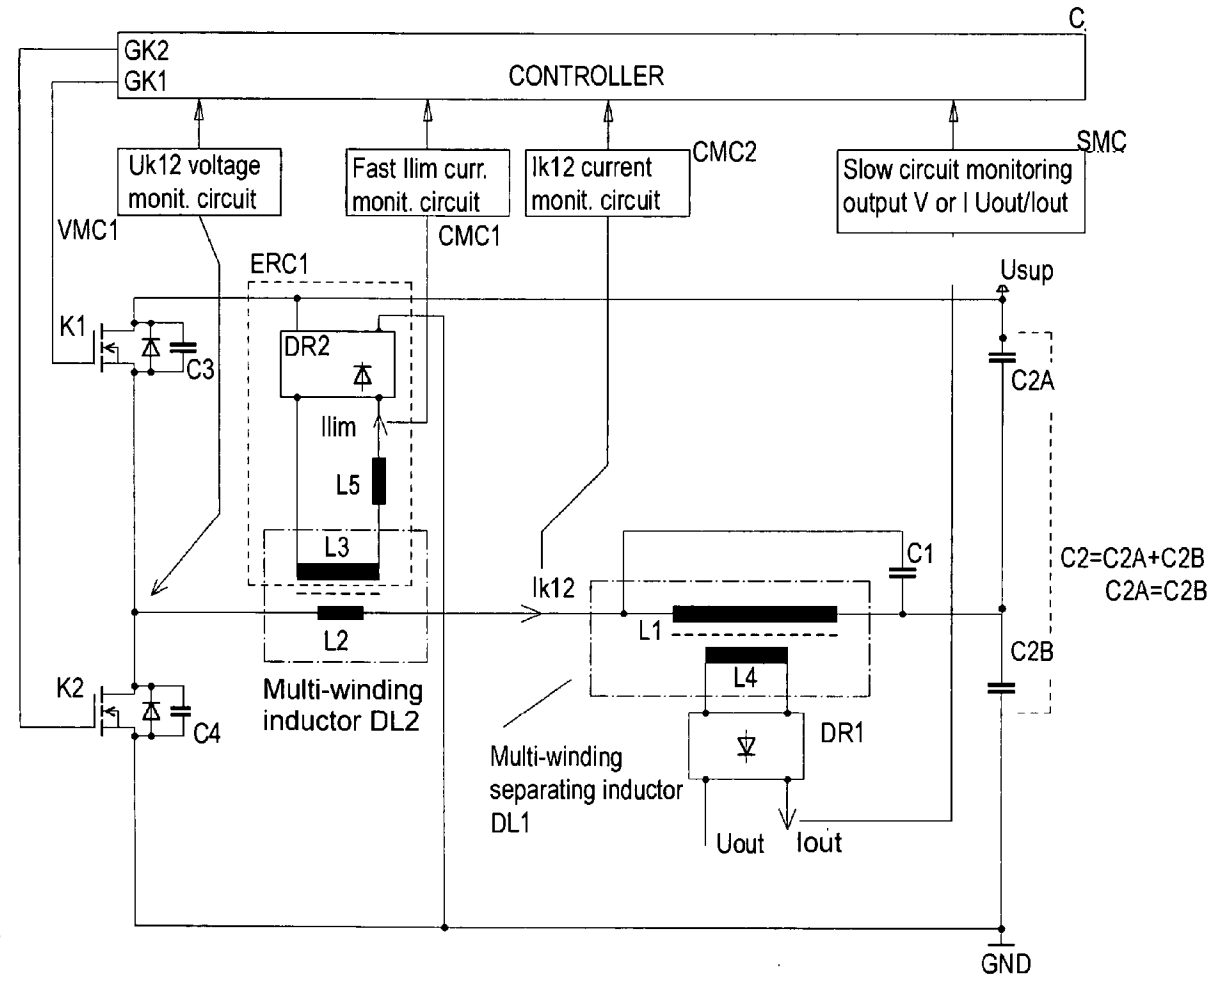 C
GK2
GK1
CONTROLLER
Uk12 voltage
monit. circuit
Fast Ilim curr.
monit. circuit
Ik12 current
monit. circuit
CMC2
Slow circuit monitoring
output V or I Uout/Iout
SMC
VMC1
CMC1
ERC1
Usup
K1
C3
DR2
C2A
Ilim
L5
L3
C1
C2=C2A+C2B
C2A=C2B
Ik12
L2
L1
L4
C2B
K2
C4
Multi-winding
inductor DL2
DR1
Multi-winding
separating inductor
DL1
Uout
Iout
GND